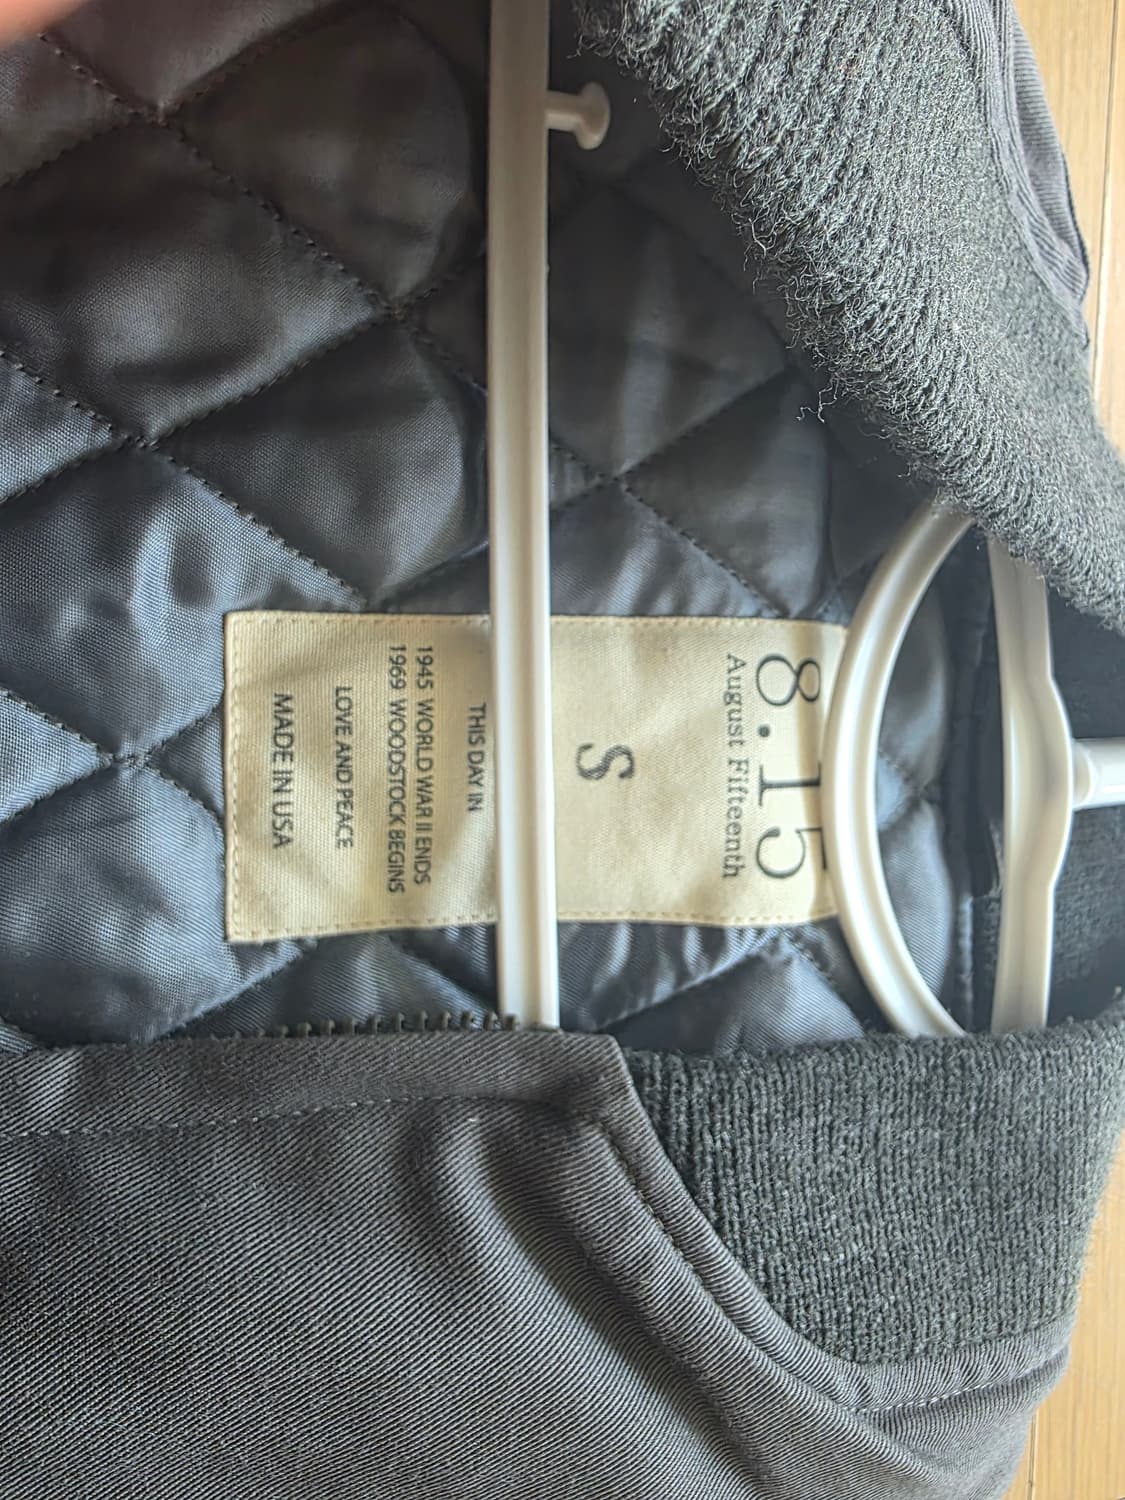 8.15
August Fifteenth
S
THIS DAY IN
1945 WORLD WAR II ENDS
1969 WOODSTOCK BEGINS
LOVE AND PEACE
MADE IN USA